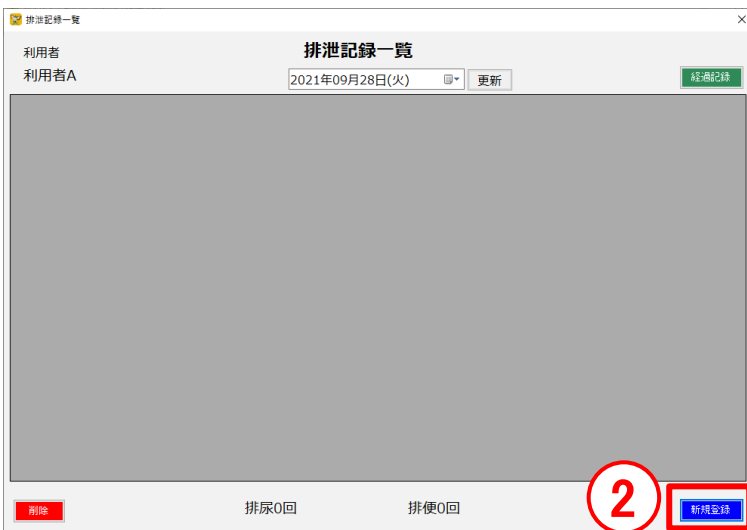 排泄記録一覧
利用者
排泄記録一覧
利用者A
2021年09月28日(火)
更新
経過記録
削除
排尿0回
排便0回
2
新規登録